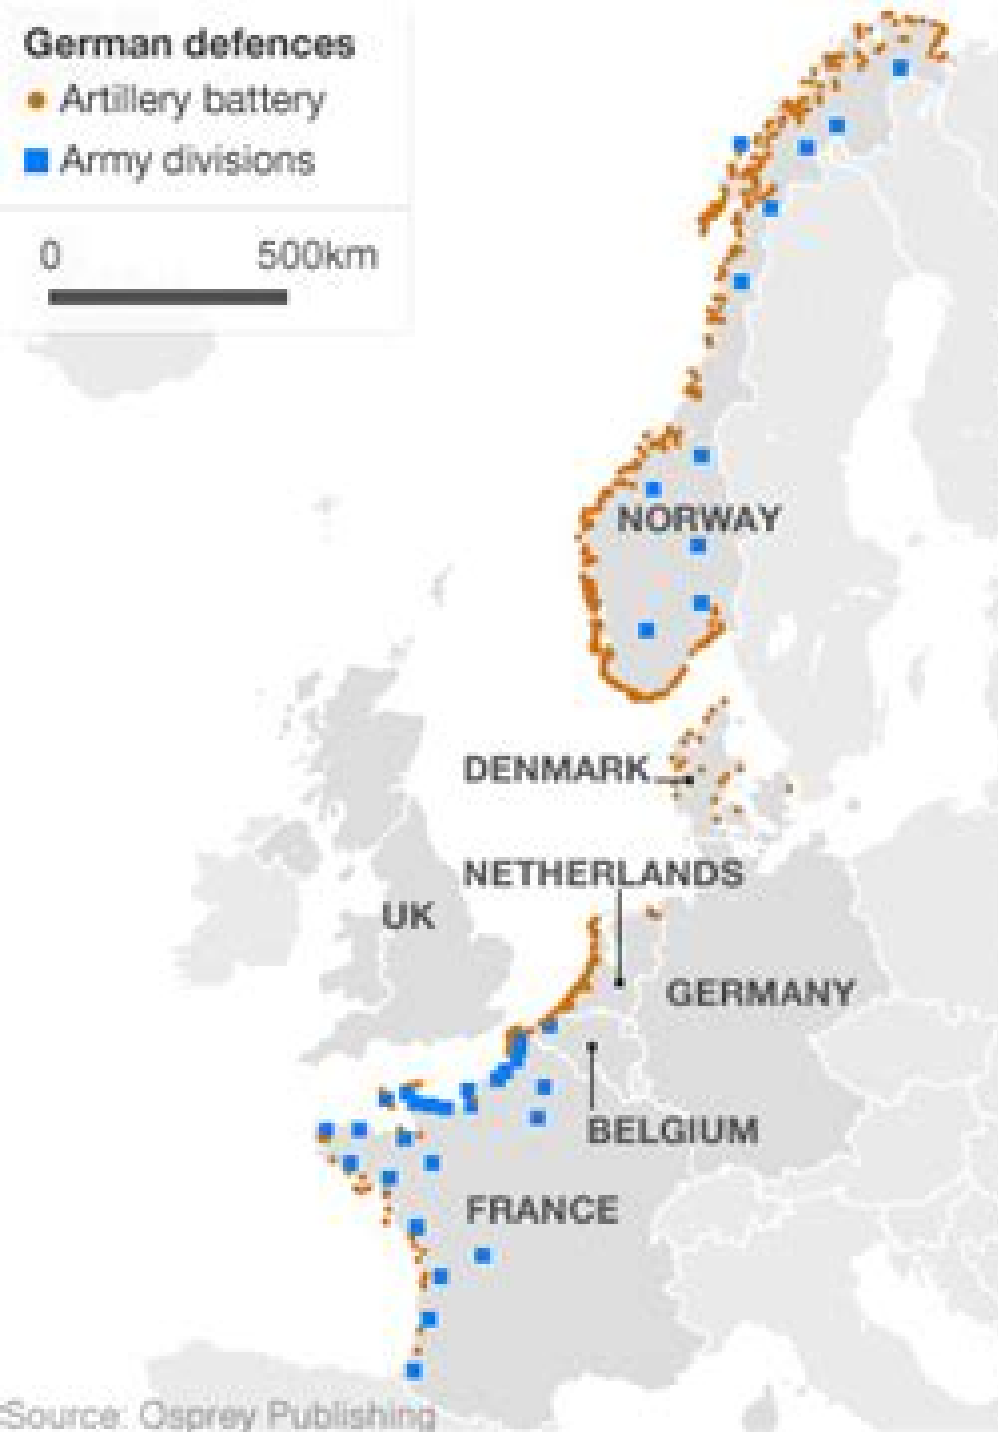 German defences
Artillery battery
Army divisions
0 500km
NORWAY
DENMARK
NETHERLANDS
UK
GERMANY
BELGIUM
FRANCE
Source: Osprey Publishing